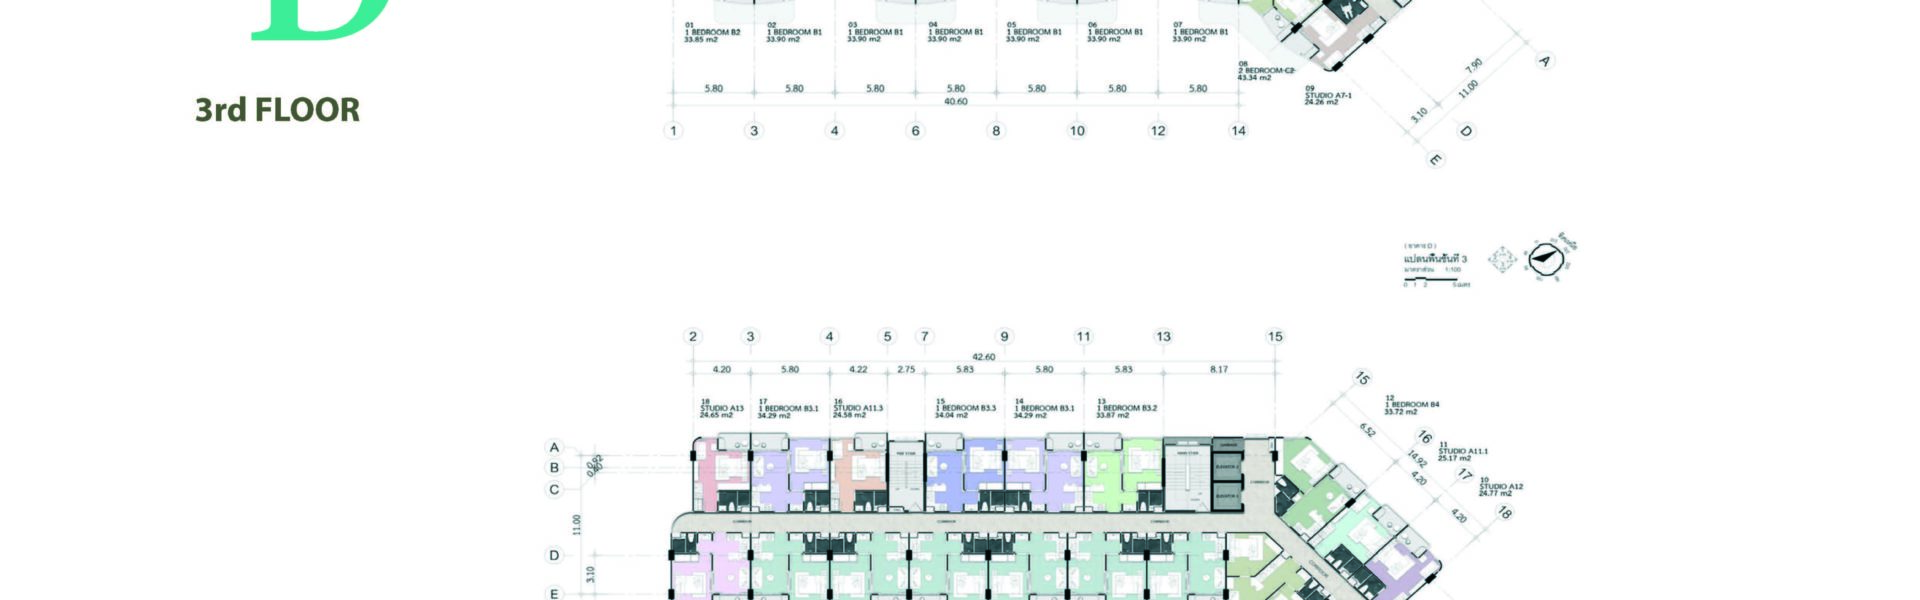 D
3rd FLOOR
01
1 BEDROOM B2
33.85 m2
02
1 BEDROOM B1
33.90 m2
03
1 BEDROOM B1
33.90 m2
04
1 BEDROOM B1
33.90 m2
05
1 BEDROOM B1
33.90 m2
06
1 BEDROOM B1
33.90 m2
07
1 BEDROOM B1
33.90 m2
08
2 BEDROOM C2
43.34 m2
09
STUDIO A7-1
24.26 m2
5.80 5.80 5.80 5.80 5.80 5.80 5.80
40.60
1 3 4 6 8 10 12 14
7.90
11.00
3.10
A
D
E
( อาคาร D )
แปลนพื้นชั้นที่ 3
มาตราส่วน 1:100
0 1 2 5 เมตร
2 3 4 5 7 9 11 13 15
42.60
4.20 5.80 4.22 2.75 5.83 5.80 5.83 8.17
18
STUDIO A13
24.65 m2
17
1 BEDROOM B3.1
34.29 m2
16
STUDIO A11.3
24.58 m2
15
1 BEDROOM B3.3
34.04 m2
14
1 BEDROOM B3.1
34.29 m2
13
1 BEDROOM B3.2
33.87 m2
12
1 BEDROOM B4
33.72 m2
11
STUDIO A11.1
25.17 m2
10
STUDIO A12
24.77 m2
15
16
17
18
6.52
14.92
4.20
4.20
A
B
C
D
E
11.00
3.10
CORRIDOR
CORRIDOR
CORRIDOR
CORRIDOR
CORRIDOR